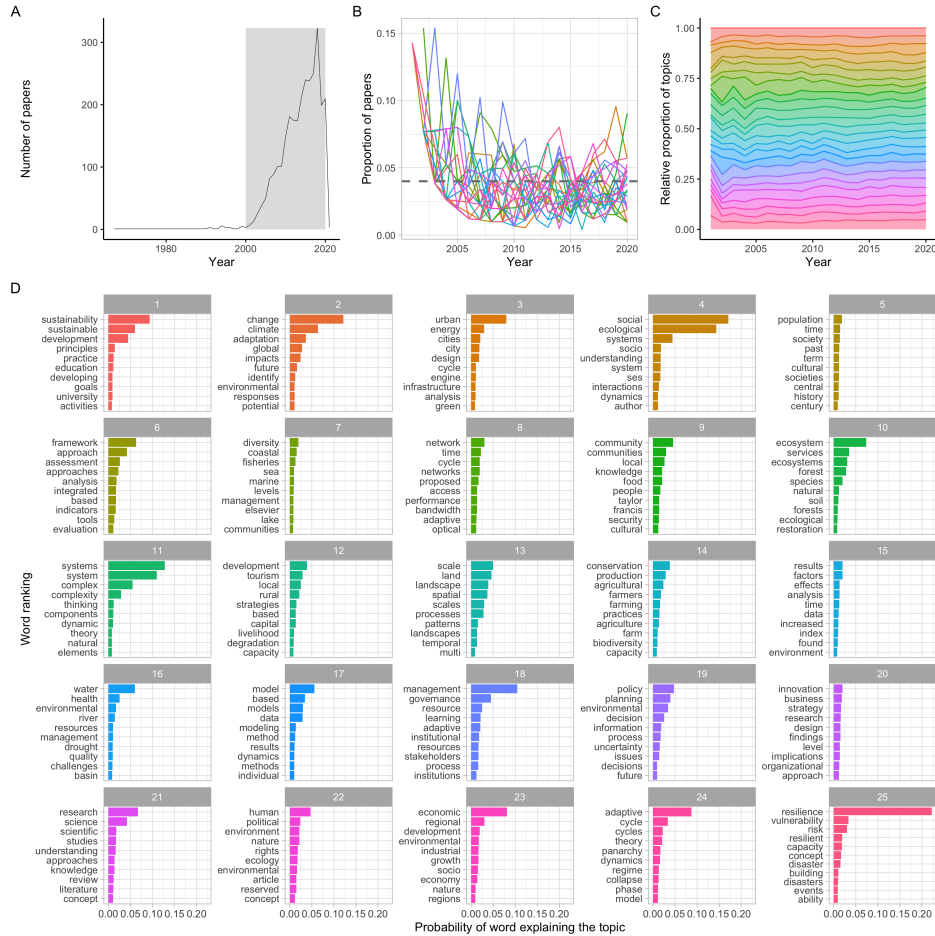 A
B
C
Number of papers
300
200
100
0
1980
2000
2020
Year
Proportion of papers
0.15
0.10
0.05
0.00
2005
2010
2015
2020
Year
Relative proportion of topics
1.00
0.75
0.50
0.25
0.00
2005
2010
2015
2020
Year
D
Word ranking
1
sustainability
sustainable
development
principles
practice
education
developing
goals
university
activities
2
change
climate
adaptation
global
impacts
future
identify
environmental
responses
potential
3
urban
energy
cities
city
design
cycle
engine
infrastructure
analysis
green
4
social
ecological
systems
socio
understanding
system
ses
interactions
dynamics
author
5
population
time
society
past
term
cultural
societies
central
history
century
6
framework
approach
assessment
approaches
analysis
integrated
based
indicators
tools
evaluation
7
diversity
coastal
fisheries
sea
marine
levels
management
elsevier
lake
communities
8
network
time
cycle
networks
proposed
access
performance
bandwidth
adaptive
optical
9
community
communities
local
knowledge
food
people
taylor
francis
security
cultural
10
ecosystem
services
ecosystems
forest
species
natural
soil
forests
ecological
restoration
11
systems
system
complex
complexity
thinking
components
dynamic
theory
natural
elements
12
development
tourism
local
rural
strategies
based
capital
livelihood
degradation
capacity
13
scale
land
landscape
spatial
scales
processes
patterns
landscapes
temporal
multi
14
conservation
production
agricultural
farmers
farming
practices
agriculture
farm
biodiversity
capacity
15
results
factors
effects
analysis
time
data
increased
index
found
environment
16
water
health
environmental
river
resources
management
drought
quality
challenges
basin
17
model
based
models
data
modeling
method
results
dynamics
methods
individual
18
management
governance
resource
learning
adaptive
institutional
resources
stakeholders
process
institutions
19
policy
planning
environmental
decision
information
process
uncertainty
issues
decisions
future
20
innovation
business
strategy
research
design
findings
level
implications
organizational
approach
21
research
science
scientific
studies
understanding
approaches
knowledge
review
literature
concept
22
human
political
environment
nature
rights
ecology
environmental
article
reserved
concept
23
economic
regional
development
environmental
industrial
growth
socio
economy
nature
regions
24
adaptive
cycle
cycles
theory
panarchy
dynamics
regime
collapse
phase
model
25
resilience
vulnerability
risk
resilient
capacity
concept
disaster
building
disasters
events
ability
0.00 0.05 0.10 0.15 0.20
0.00 0.05 0.10 0.15 0.20
0.00 0.05 0.10 0.15 0.20
0.00 0.05 0.10 0.15 0.20
0.00 0.05 0.10 0.15 0.20
Probability of word explaining the topic